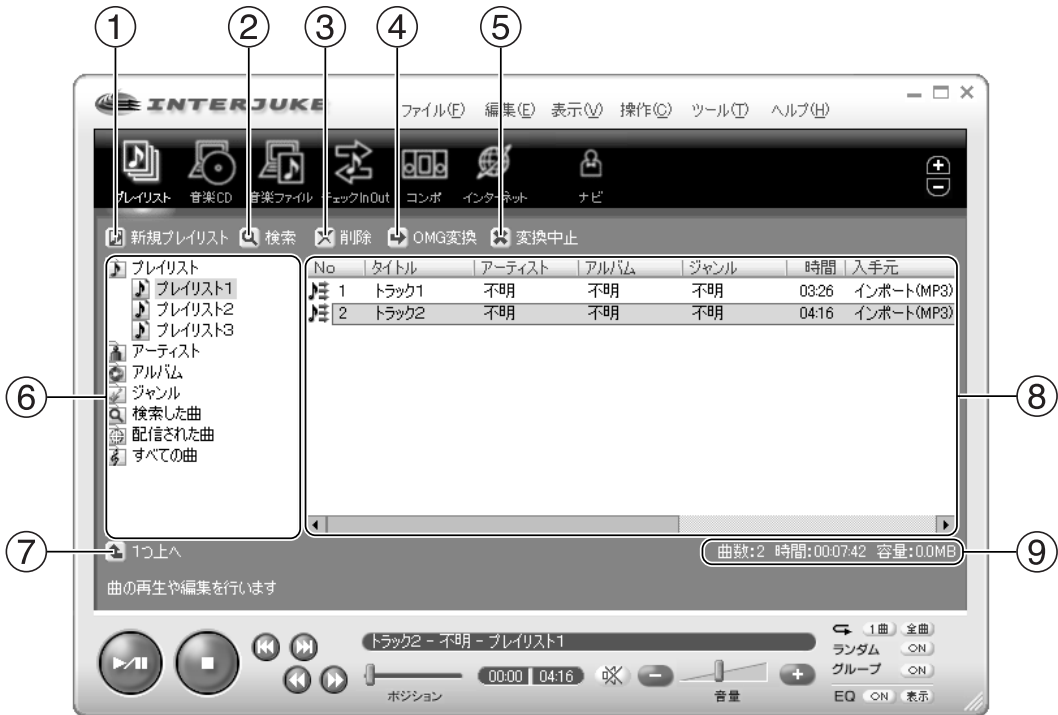 ① ② ③ ④ ⑤
INTERJUKE ファイル(F) 編集(E) 表示(V) 操作(C) ツール(T) ヘルプ(H)
プレイリスト 音楽CD 音楽ファイル チェックIn Out コンポ インターネット ナビ
新規プレイリスト 検索 削除 OMG変換 変換中止
プレイリスト
プレイリスト1
プレイリスト2
プレイリスト3
アーティスト
アルバム
ジャンル
検索した曲
配信された曲
すべての曲
No タイトル アーティスト アルバム ジャンル 時間 入手元
1 トラック1 不明 不明 不明 03:26 インポート(MP3)
2 トラック2 不明 不明 不明 04:16 インポート(MP3)
⑥
⑧
⑦ 1つ上へ
曲数:2 時間:00:07:42 容量:0.0MB ⑨
曲の再生や編集を行います
トラック2 - 不明 - プレイリスト1
00:00 04:16
ポジション
音量
1曲 全曲
ランダム ON
グループ ON
EQ ON 表示